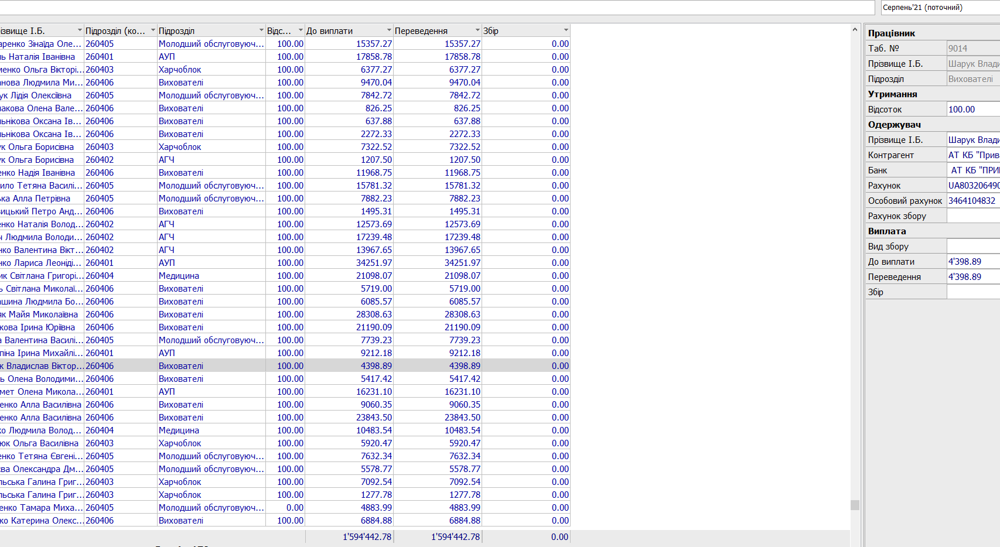 Серпень'21 (поточний)
ізвище І.Б. Підрозділ (ко... Підрозділ Відс... До виплати Переведення Збір
аренко Зінаїда Оле... 260405 Молодший обслуговуюч... 100.00 15357.27 15357.27 0.00
ь Наталія Іванівна 260401 АУП 100.00 17858.78 17858.78 0.00
иенко Ольга Вікторі... 260403 Харчоблок 100.00 6377.27 6377.27 0.00
анова Людмила Ми... 260406 Вихователі 100.00 9470.04 9470.04 0.00
ук Лідія Олексіївна 260405 Молодший обслуговуюч... 100.00 7842.72 7842.72 0.00
акова Олена Вале... 260406 Вихователі 100.00 826.25 826.25 0.00
ьнікова Оксана Ів... 260406 Вихователі 100.00 637.88 637.88 0.00
ьнікова Оксана Ів... 260406 Вихователі 100.00 2272.33 2272.33 0.00
ук Ольга Борисівна 260403 Харчоблок 100.00 7322.52 7322.52 0.00
ук Ольга Борисівна 260402 АГЧ 100.00 1207.50 1207.50 0.00
енко Надія Іванівна 260406 Вихователі 100.00 11968.75 11968.75 0.00
ило Тетяна Василі... 260405 Молодший обслуговуюч... 100.00 15781.32 15781.32 0.00
ька Алла Петрівна 260405 Молодший обслуговуюч... 100.00 7882.23 7882.23 0.00
вицький Петро Анд... 260406 Вихователі 100.00 1495.31 1495.31 0.00
енко Наталія Волод... 260402 АГЧ 100.00 12573.69 12573.69 0.00
ч Людмила Володи... 260402 АГЧ 100.00 17239.48 17239.48 0.00
нко Валентина Вікт... 260402 АГЧ 100.00 13967.65 13967.65 0.00
нко Лариса Леоніді... 260401 АУП 100.00 34251.97 34251.97 0.00
ик Світлана Григорі... 260404 Медицина 100.00 21098.07 21098.07 0.00
ь Світлана Миколаї... 260406 Вихователі 100.00 5719.00 5719.00 0.00
ашина Людмила Бо... 260406 Вихователі 100.00 6085.57 6085.57 0.00
як Майя Миколаївна 260406 Вихователі 100.00 28308.63 28308.63 0.00
кова Ірина Юріївна 260406 Вихователі 100.00 21190.09 21190.09 0.00
а Валентина Василі... 260405 Молодший обслуговуюч... 100.00 7739.23 7739.23 0.00
піна Ірина Михайлі... 260401 АУП 100.00 9212.18 9212.18 0.00
к Владислав Віктор... 260406 Вихователі 100.00 4398.89 4398.89 0.00
ь Олена Володими... 260406 Вихователі 100.00 5417.42 5417.42 0.00
мет Олена Микола... 260401 АУП 100.00 16231.10 16231.10 0.00
енко Алла Василівна 260406 Вихователі 100.00 9060.35 9060.35 0.00
енко Алла Василівна 260406 Вихователі 100.00 23843.50 23843.50 0.00
ко Людмила Волод... 260404 Медицина 100.00 10483.54 10483.54 0.00
юк Ольга Василівна 260403 Харчоблок 100.00 5920.47 5920.47 0.00
енко Тетяна Євгені... 260405 Молодший обслуговуюч... 100.00 7632.34 7632.34 0.00
єва Олександра Дм... 260405 Молодший обслуговуюч... 100.00 5578.77 5578.77 0.00
льська Галина Григ... 260403 Харчоблок 100.00 7092.54 7092.54 0.00
льська Галина Григ... 260403 Харчоблок 100.00 1277.78 1277.78 0.00
енко Тамара Миха... 260405 Молодший обслуговуюч... 0.00 4883.99 4883.99 0.00
ко Катерина Олекс... 260406 Вихователі 100.00 6884.88 6884.88 0.00
1'594'442.78 1'594'442.78 0.00
Працівник
Таб. № 9014
Прізвище І.Б. Шарук Влади
Підрозділ Вихователі
Утримання
Відсоток 100.00
Одержувач
Прізвище І.Б. Шарук Влади
Контрагент АТ КБ "Прив
Банк АТ КБ "ПРИ
Рахунок UA80320649
Особовий рахунок 3464104832
Рахунок збору
Виплата
Вид збору
До виплати 4'398.89
Переведення 4'398.89
Збір